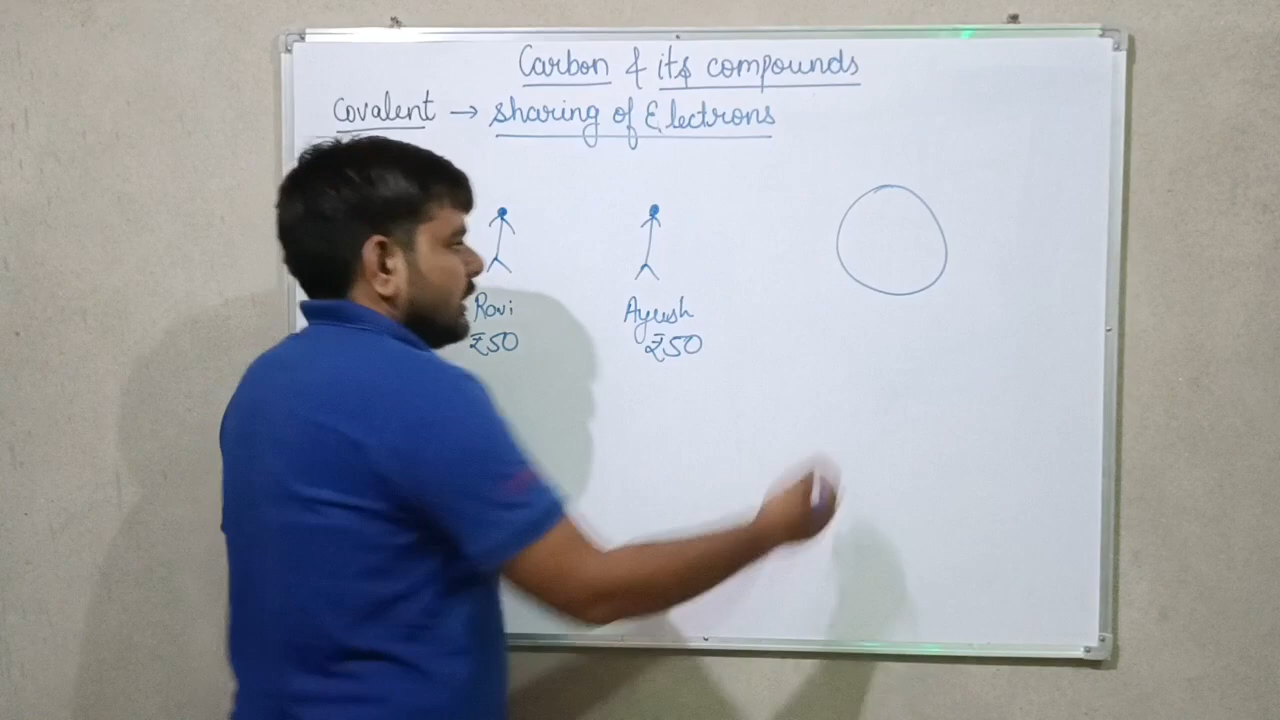 Carbon & its compounds
Covalent → sharing of Electrons
Ravi Ayush
₹50 ₹50